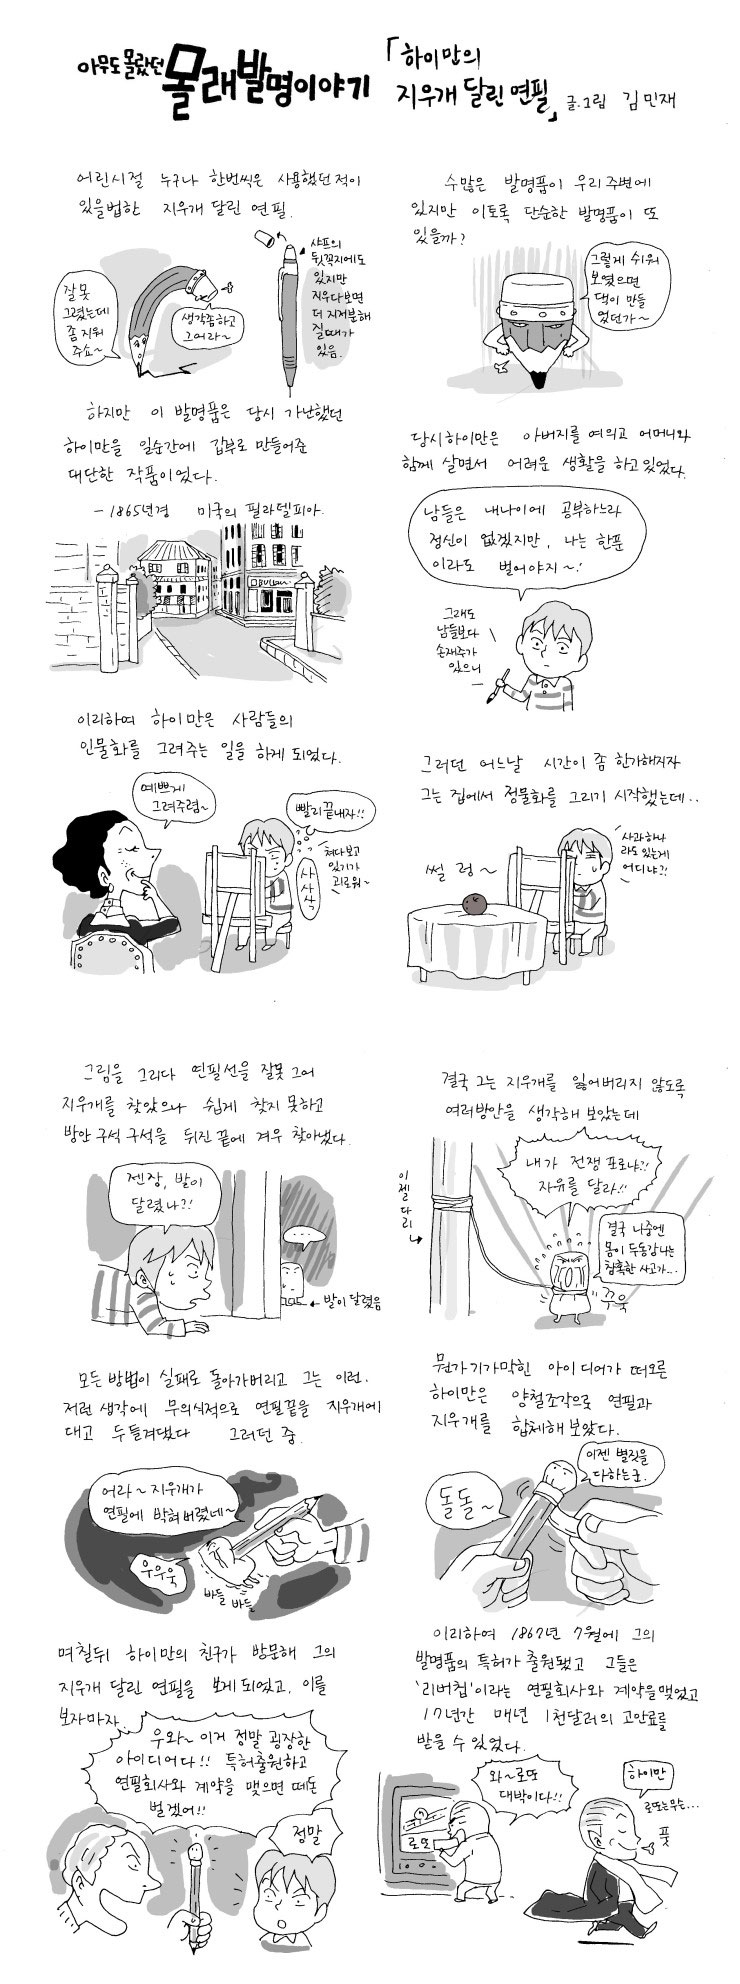 아무도 몰랐던
몰래발명이야기
「하이만의
지우개 달린 연필」
글.그림 김민재
어린시절 누구나 한번씩은 사용했던 적이
있을법한 지우개 달린 연필.
잘못
그렸는데
좀 지워
주쇼~
생각좀하고
그어라~
샤프의
뒷꼭지에도
있지만
지우다보면
더 지저분해
질때가
있음.
수많은 발명품이 우리 주변에
있지만 이토록 단순한 발명품이 또
있을까?
그렇게 쉬워
보였으면
댁이 만들
었던가~
하지만 이 발명품은 당시 가난했던
하이만을 일순간에 갑부로 만들어준
대단한 작품이었다.
- 1865년경 미국의 필라델피아.
당시하이만은 아버지를 여의고 어머니와
함께 살면서 어려운 생활을 하고 있었다.
남들은 내나이에 공부하느라
정신이 없겠지만, 나는 한푼
이라도 벌어야지~!
그래도
남들보다
손재주가
있으니
이리하여 하이만은 사람들의
인물화를 그려주는 일을 하게 되었다.
예쁘게
그려주렴~
빨리끝내자!!
쳐다보고
있기가
괴로워~
사
사
삭
그러던 어느날 시간이 좀 한가해지자
그는 집에서 정물화를 그리기 시작했는데..
썰렁~
사과하나
라도 있는게
어디냐?!
그림을 그리다 연필선을 잘못 그어
지우개를 찾았으나 쉽게 찾지 못하고
방안 구석 구석을 뒤진 끝에 겨우 찾아냈다.
젠장, 발이
달렸나?!
...
← 발이 달렸음
결국 그는 지우개를 잃어버리지 않도록
여러방안을 생각해 보았는데
이젤다리
내가 전쟁 포로냐?!
자유를 달라!!
결국 나중엔
몸이 두동강나는
참혹한 사고가...
꾸욱
모든 방법이 실패로 돌아가버리고 그는 이런.
저런 생각에 무의식적으로 연필끝을 지우개에
대고 두들겨댔다 그러던 중.
어라~ 지우개가
연필에 박혀버렸네~
우우욱
바들 바들
뭔가 기가막힌 아이디어가 떠오른
하이만은 양철조각으로 연필과
지우개를 합체해 보았다.
돌돌~
이젠 별짓을
다하는군.
며칠뒤 하이만의 친구가 방문해 그의
지우개 달린 연필을 보게 되었고, 이를
보자마자.
우와~ 이거 정말 굉장한
아이디어다!! 특허출원하고
연필회사와 계약을 맺으면 떼돈
벌겠어!!
정말
이리하여 1867년 7월에 그의
발명품의 특허가 출원됐고 그들은
'리버칩'이라는 연필회사와 계약을 맺었고
17년간 매년 1천달러의 고안료를
받을 수 있었다.
와~로또
대박이다!!
로또
하이만
로또는무슨...
풋